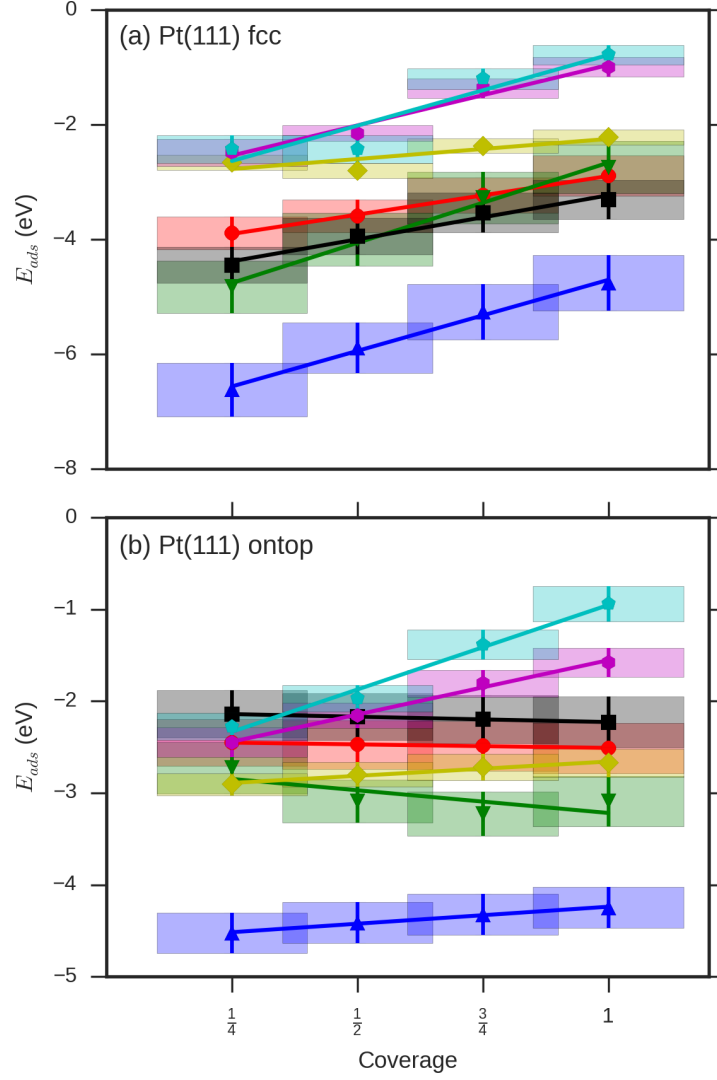 0
(a) Pt(111) fcc
−2
−4
−6
−8
E_ads (eV)
0
(b) Pt(111) ontop
−1
−2
−3
−4
−5
E_ads (eV)
1/4 1/2 3/4 1
Coverage